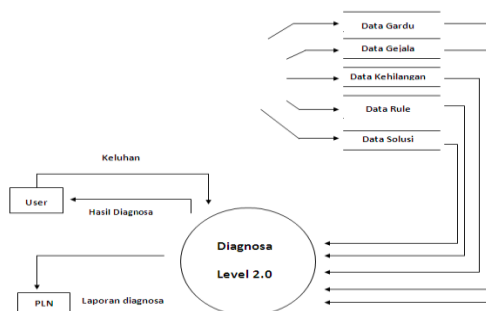 Data Gardu
Data Gejala
Data Kehilangan
Data Rule
Data Solusi
Keluhan
User
Hasil Diagnosa
Diagnosa
Level 2.0
PLN
Laporan diagnosa